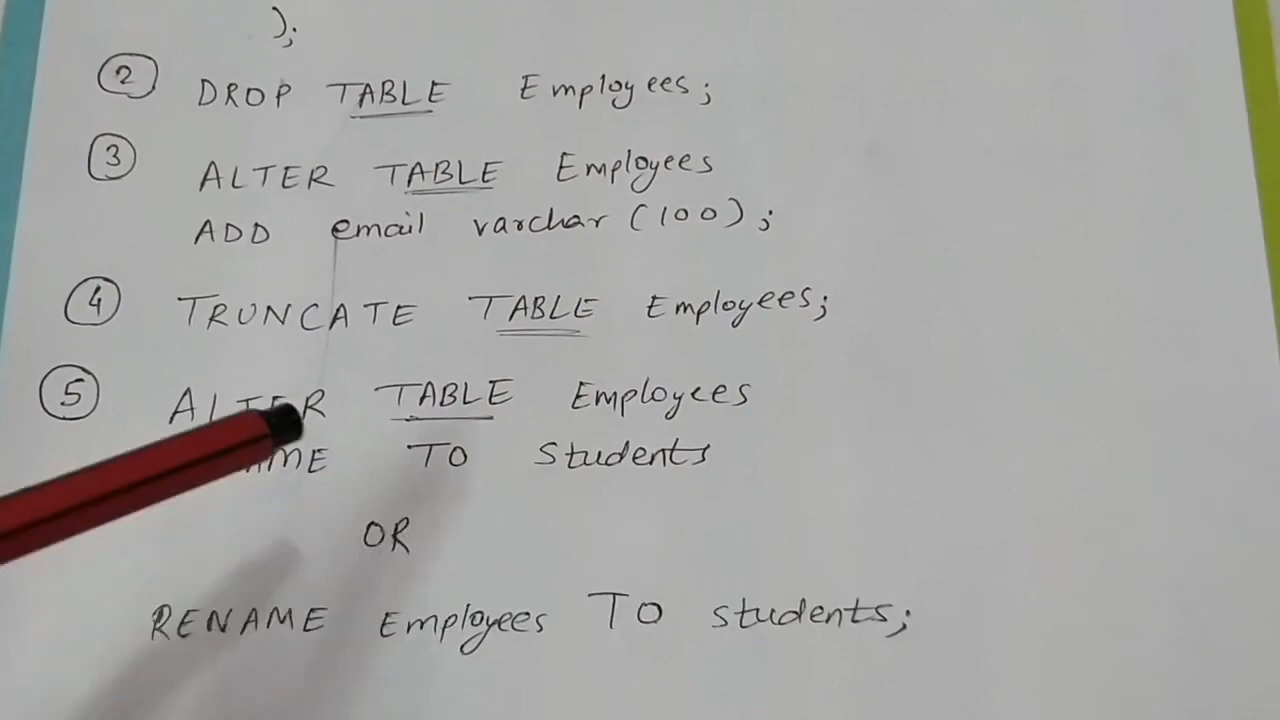 );
2 DROP TABLE Employees;
3 ALTER TABLE Employees
ADD email varchar (100);
4 TRUNCATE TABLE Employees;
5 ALTER TABLE Employees
TO Students
OR
RENAME Employees TO students;